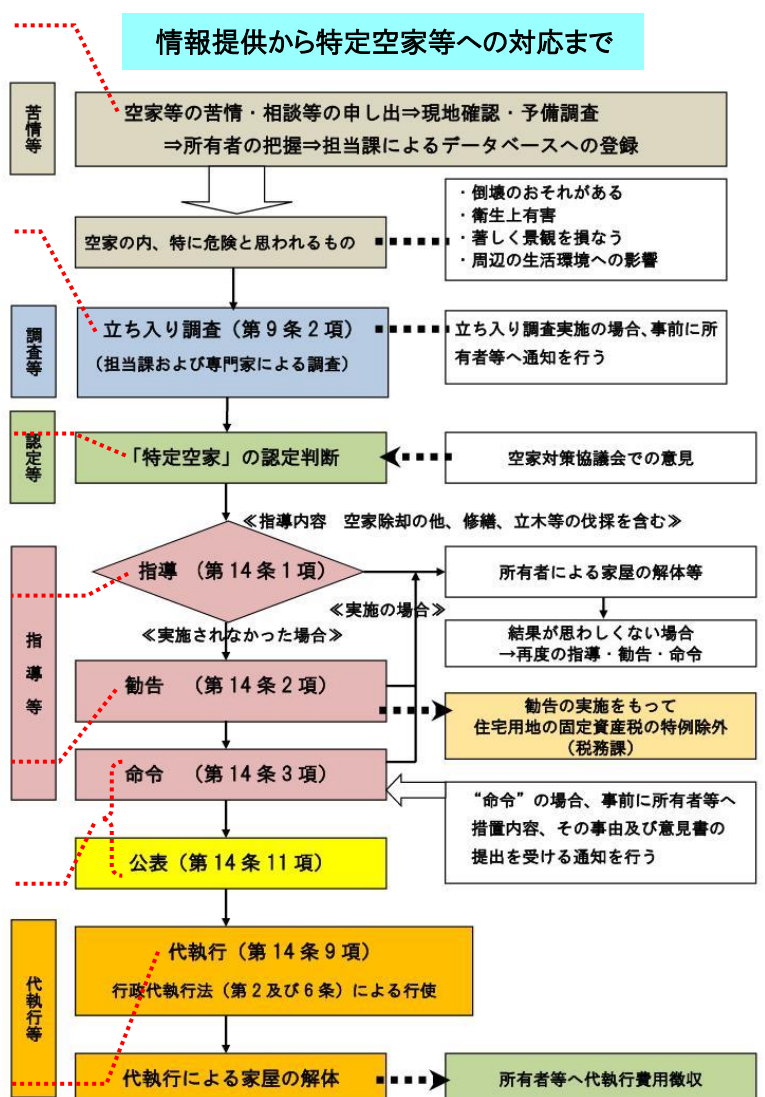 情報提供から特定空家等への対応まで
苦情等
空家等の苦情・相談等の申し出⇒現地確認・予備調査
⇒所有者の把握⇒担当課によるデータベースへの登録
空家の内、特に危険と思われるもの
・倒壊のおそれがある
・衛生上有害
・著しく景観を損なう
・周辺の生活環境への影響
調査等
立ち入り調査（第9条2項）
（担当課および専門家による調査）
立ち入り調査実施の場合、事前に所
有者等へ通知を行う
認定等
「特定空家」の認定判断
空家対策協議会での意見
≪指導内容　空家除却の他、修繕、立木等の伐採を含む≫
指導等
指導　（第14条1項）
所有者による家屋の解体等
≪実施の場合≫
≪実施されなかった場合≫
結果が思わしくない場合
→再度の指導・勧告・命令
勧告　（第14条2項）
勧告の実施をもって
住宅用地の固定資産税の特例除外
（税務課）
命令　（第14条3項）
“命令”の場合、事前に所有者等へ
措置内容、その事由及び意見書の
提出を受ける通知を行う
公表（第14条11項）
代執行等
代執行（第14条9項）
行政代執行法（第2及び6条）による行使
代執行による家屋の解体
所有者等へ代執行費用徴収